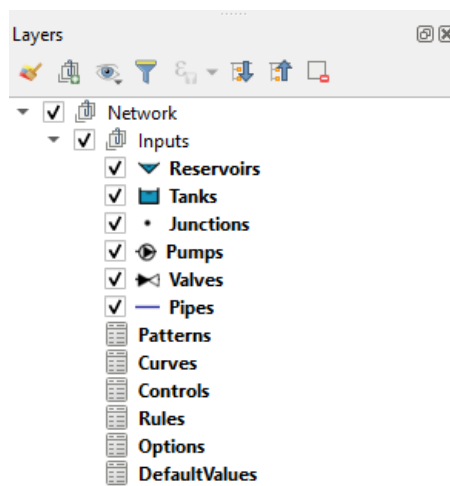 Layers
Network
Inputs
Reservoirs
Tanks
Junctions
Pumps
Valves
Pipes
Patterns
Curves
Controls
Rules
Options
DefaultValues